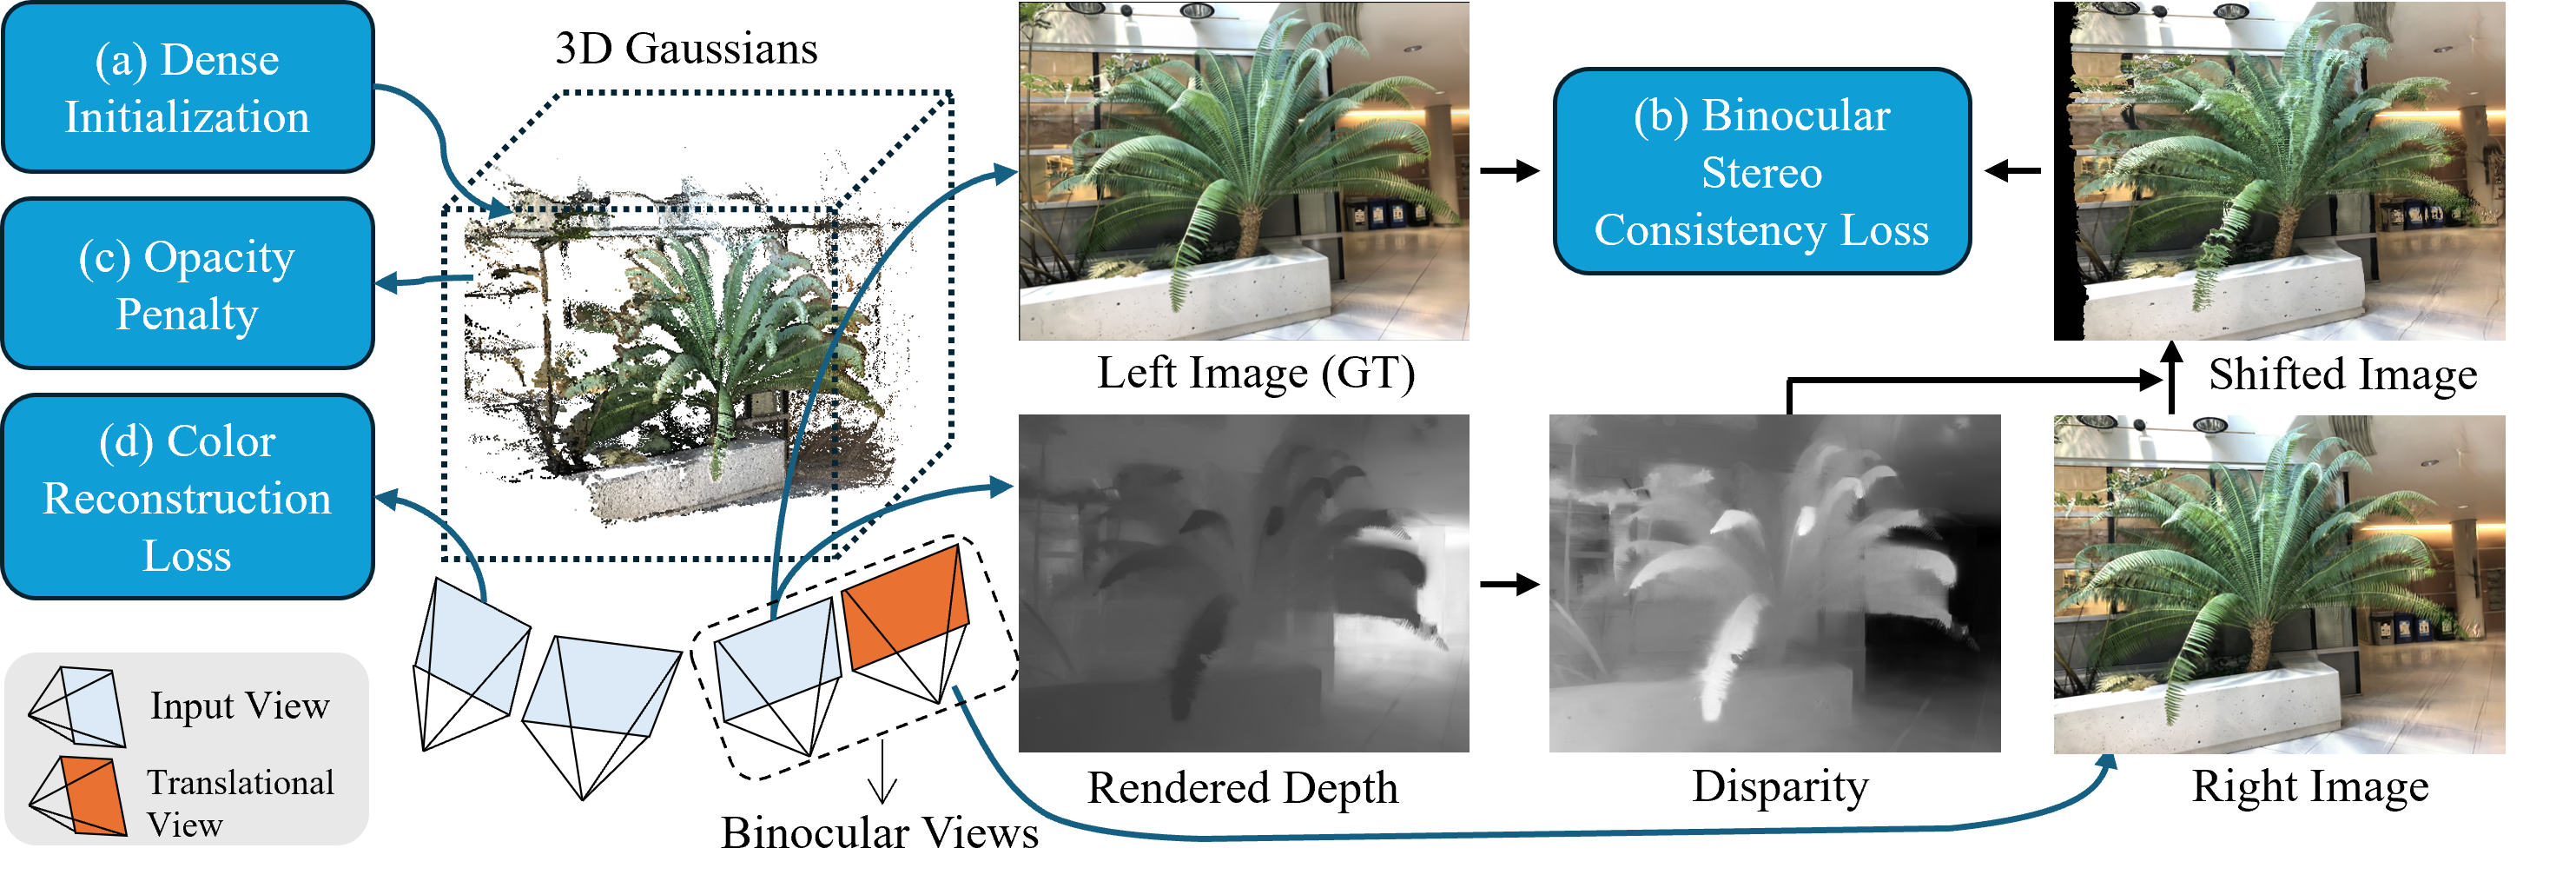 (a) Dense
Initialization
(c) Opacity
Penalty
(d) Color
Reconstruction
Loss
Input View
Translational
View
3D Gaussians
Binocular Views
Left Image (GT)
Rendered Depth
(b) Binocular
Stereo
Consistency Loss
Disparity
Shifted Image
Right Image